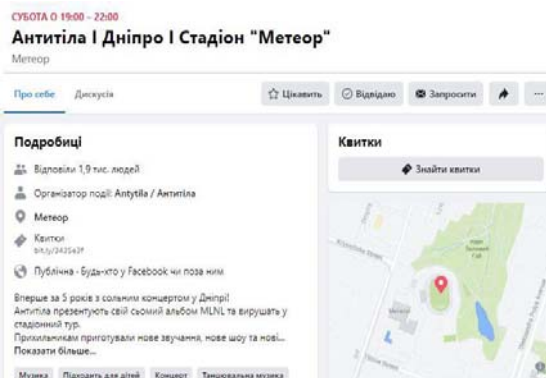 СУБОТА О 19:00 – 22:00
Антитіла І Дніпро І Стадіон "Метеор"
Метеор
Про себе Дискусія Цікавить Відвідаю Запросити
Подробиці
Відповіли 1,9 тис. людей
Організатор події: Antytila / Антитіла
Метеор
Квитки
Публічна · Будь-хто у Facebook чи поза ним
Вперше за 5 років з сольним концертом у Дніпрі!
Антитіла презентують свій сьомий альбом MLNL та вирушать у
стадіонний тур.
Прихильникам приготували нове звучання, нове шоу та нові...
Показати більше...
Музика Підходить для дітей Концерт Танцювальна музика
Квитки
Знайти квитки